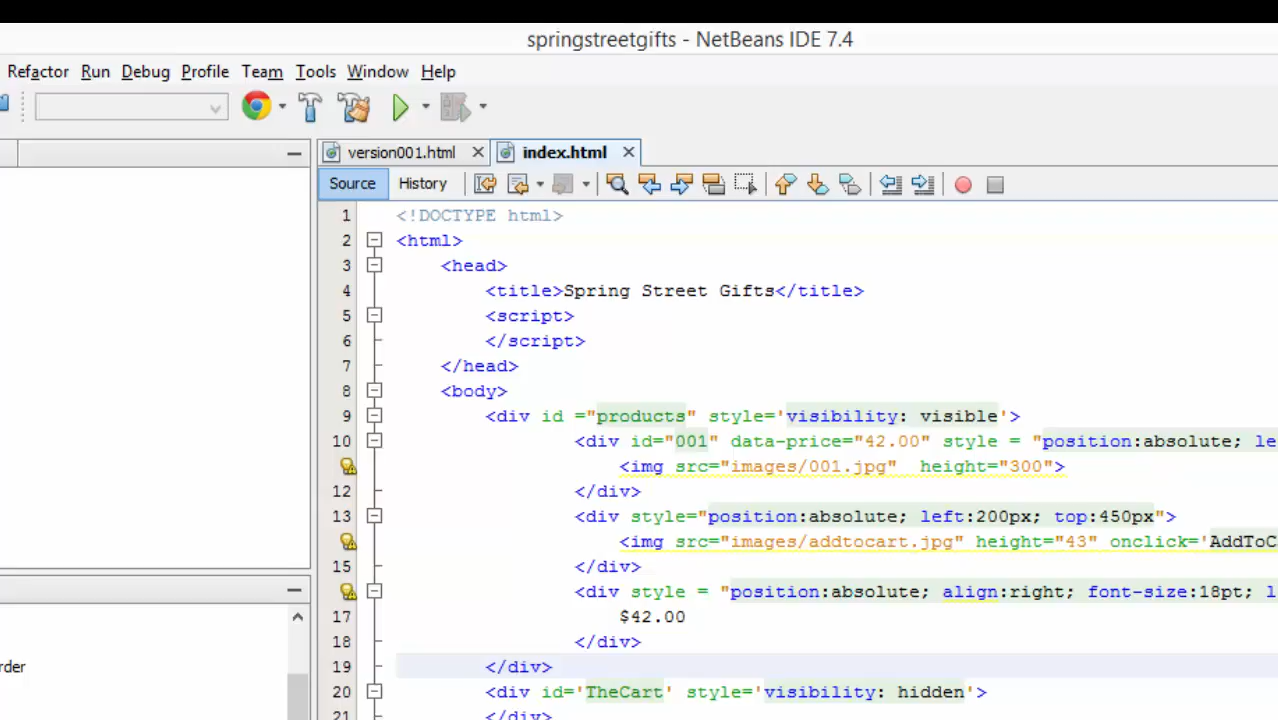 springstreetgifts - NetBeans IDE 7.4
Refactor Run Debug Profile Team Tools Window Help
version001.html index.html
Source History
1 <!DOCTYPE html>
2 <html>
3 <head>
4 <title>Spring Street Gifts</title>
5 <script>
6 </script>
7 </head>
8 <body>
9 <div id ="products" style='visibility: visible'>
10 <div id="001" data-price="42.00" style = "position:absolute; le
<img src="images/001.jpg"  height="300">
12 </div>
13 <div style="position:absolute; left:200px; top:450px">
<img src="images/addtocart.jpg" height="43" onclick='AddToC
15 </div>
<div style = "position:absolute; align:right; font-size:18pt; l
17 $42.00
18 </div>
19 </div>
rder
20 <div id='TheCart' style='visibility: hidden'>
21 </div>